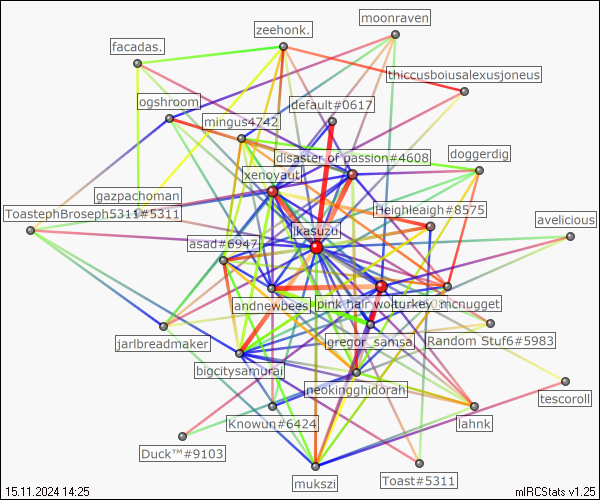 moonraven
zeehonk.
facadas.
thiccusboiusalexusjoneus
ogshroom
default#0617
mingus4742
disaster of passion#4608
doggerdig
xenoyaut
gazpachoman
ToastephBroseph5311#5311
Heighleaigh#8575
avelicious
jkasuzu
asad#6947
andnewbees
pink hair
turkey_mcnugget
jarlbreadmaker
gregor_samsa
Random Stuf6#5983
bigcitysamurai
neokingghidorah
tescoroll
Knowun#6424
lahnk
Duck™#9103
mukszi
Toast#5311
15.11.2024 14:25
mIRCStats v1.25